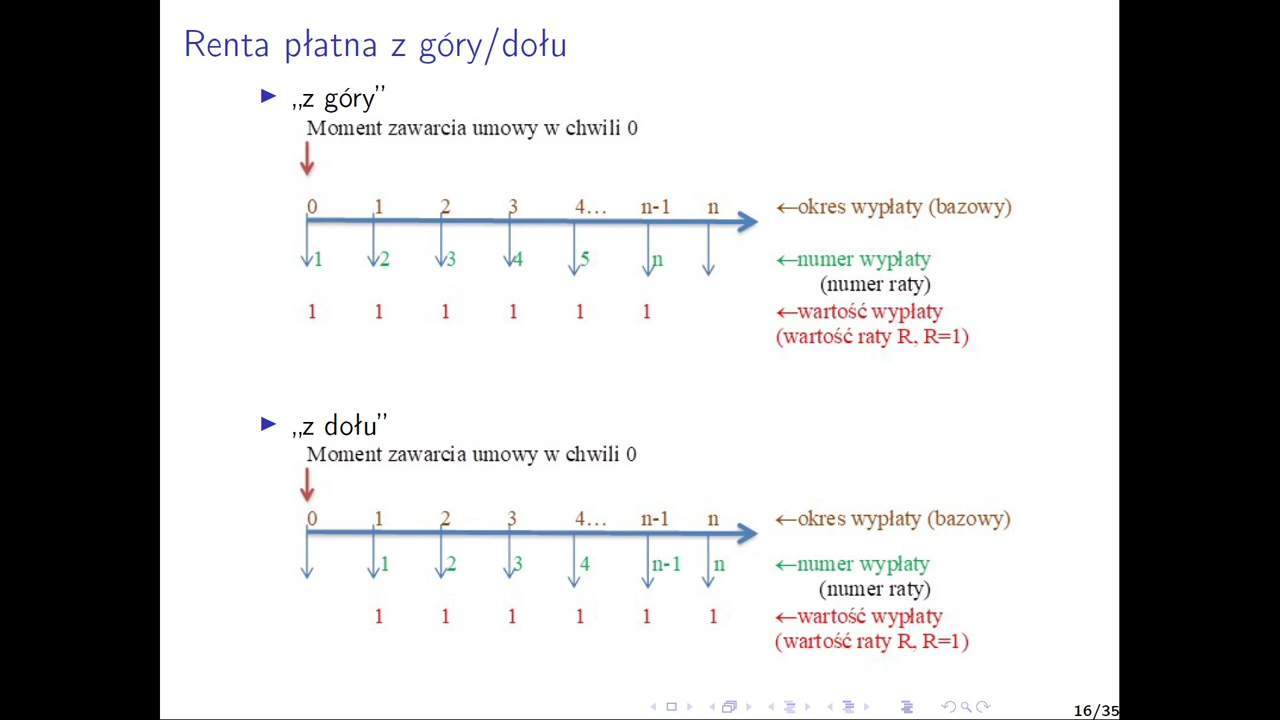 Renta płatna z góry/dołu
„z góry”
Moment zawarcia umowy w chwili 0
0 1 2 3 4... n-1 n ←okres wypłaty (bazowy)
1 2 3 4 5 n ←numer wypłaty
(numer raty)
1 1 1 1 1 1 ←wartość wypłaty
(wartość raty R, R=1)
„z dołu”
Moment zawarcia umowy w chwili 0
0 1 2 3 4... n-1 n ←okres wypłaty (bazowy)
1 2 3 4 n-1 n ←numer wypłaty
(numer raty)
1 1 1 1 1 1 ←wartość wypłaty
(wartość raty R, R=1)
16/35